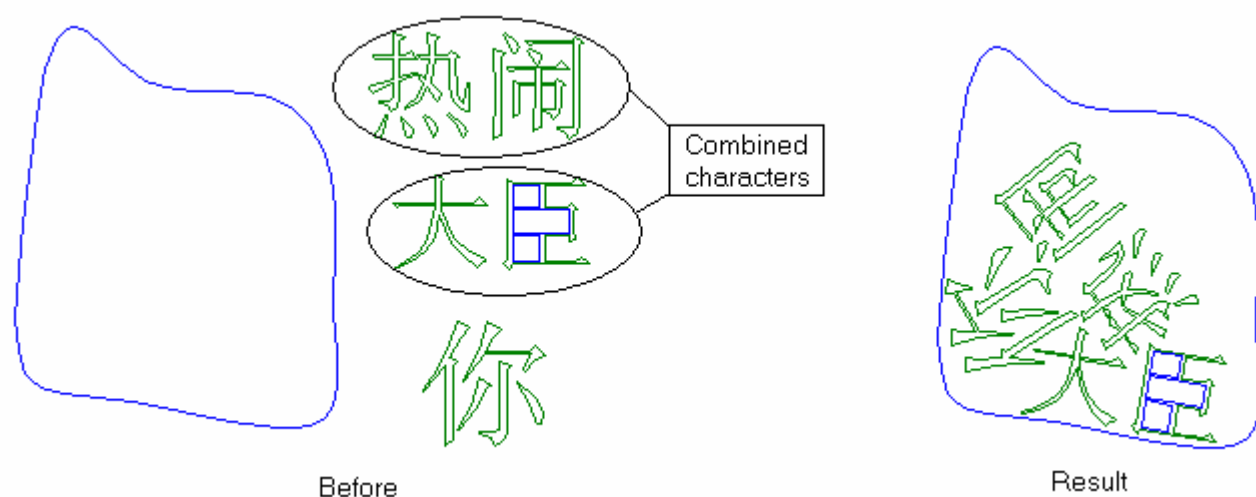 热闹
Combined
characters
大臣
你
Before
Result